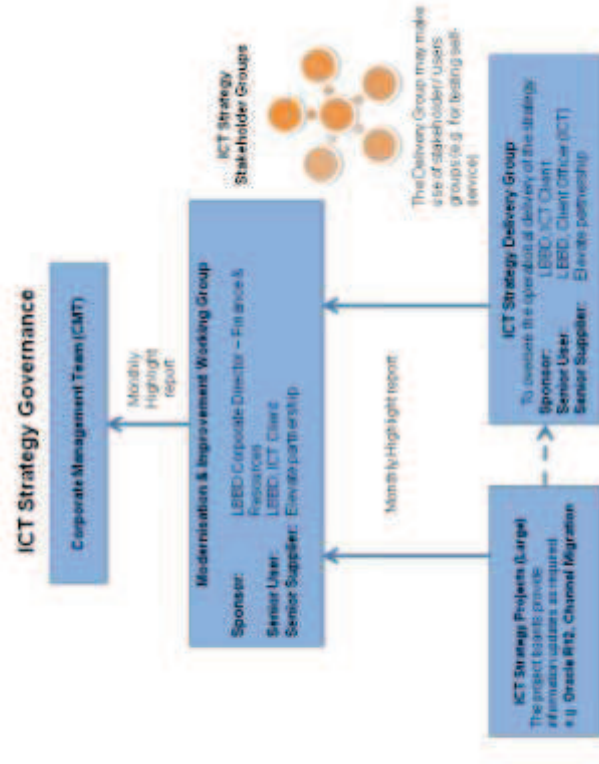 ICT Strategy Governance
Corporate Management Team (CMT)
Monthly
Highlight
report
Modernisation & Improvement Working Group
Sponsor: LBBD Corporate Director – Finance &
Resources
Senior User: LBBD, ICT Client
Senior Supplier: Elevate partnership
ICT Strategy
Stakeholder Groups
The Delivery Group may make
use of stakeholder / users
groups (e.g. for testing self-
service)
Monthly Highlight report
ICT Strategy Projects (Large)
The project boards provide
information updates as required
e.g. Oracle R12, Channel Migration
ICT Strategy Delivery Group
To oversee the operational delivery of the strategy.
Sponsor: LBBD, ICT Client
Senior User: LBBD, Client Officer (ICT)
Senior Supplier: Elevate partnership